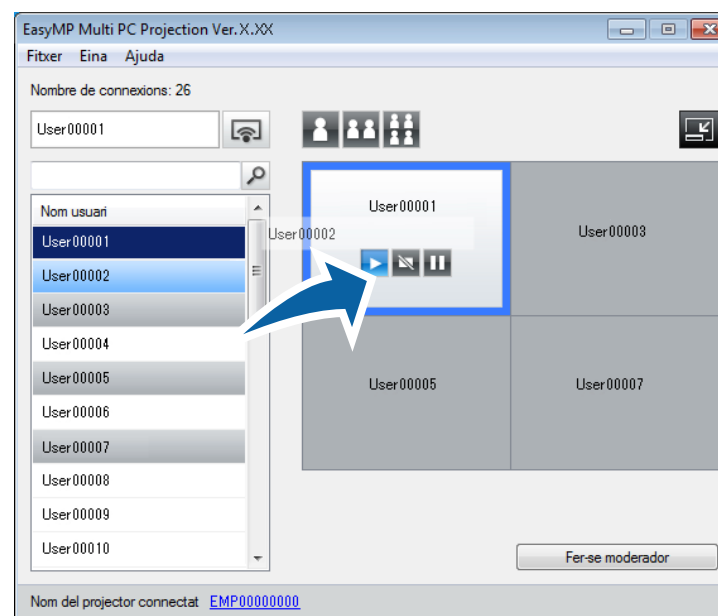 EasyMP Multi PC Projection Ver.X.XX
Fitxer Eina Ajuda
Nombre de connexions: 26
User00001
Nom usuari
User00001
User00002
User00003
User00004
User00005
User00006
User00007
User00008
User00009
User00010
User00002
User00001
User00003
User00005
User00007
Fer-se moderador
Nom del projector connectat EMP00000000